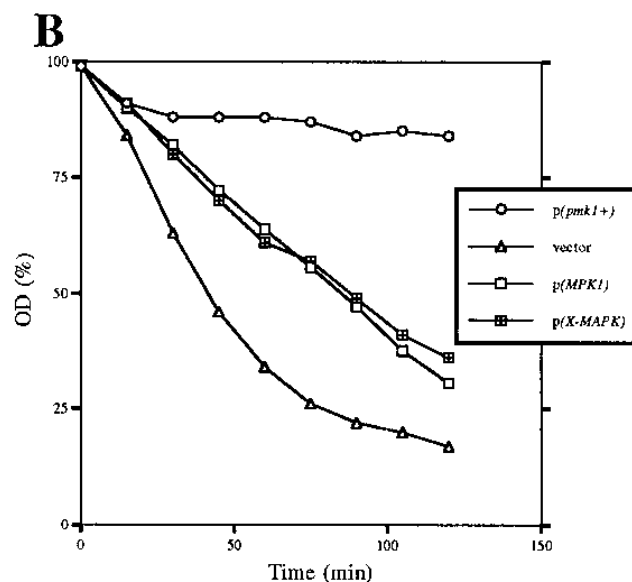 B
100
75
50
25
0
OD (%)
0
50
100
150
Time (min)
p(pmk1+)
vector
p(MPK1)
p(X-MAPK)